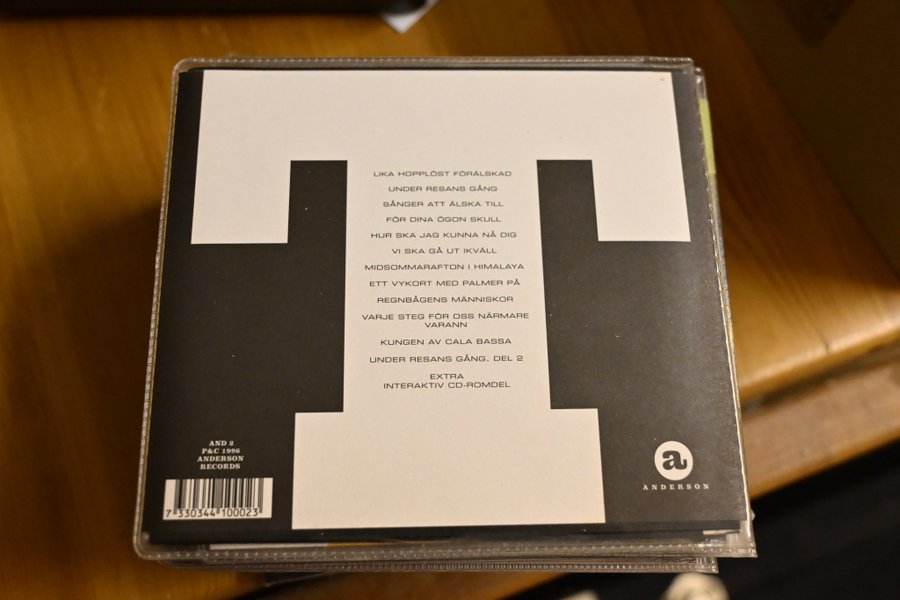 LIKA HOPPLÖST FÖRÄLSKAD
UNDER RESANS GÅNG
SÅNGER ATT ÄLSKA TILL
FÖR DINA ÖGON SKULL
HUR SKA JAG KUNNA NÅ DIG
VI SKA GÅ UT IKVÄLL
MIDSOMMARAFTON I HIMALAYA
ETT VYKORT MED PALMER PÅ
REGNBÅGENS MÄNNISKOR
VARJE STEG FÖR OSS NÄRMARE
VARANN
KUNGEN AV CALA BASSA
UNDER RESANS GÅNG, DEL 2
EXTRA
INTERAKTIV CD-ROMDEL
AND 2
P&C 1996
ANDERSON
RECORDS
7 330344 100023
a
ANDERSON